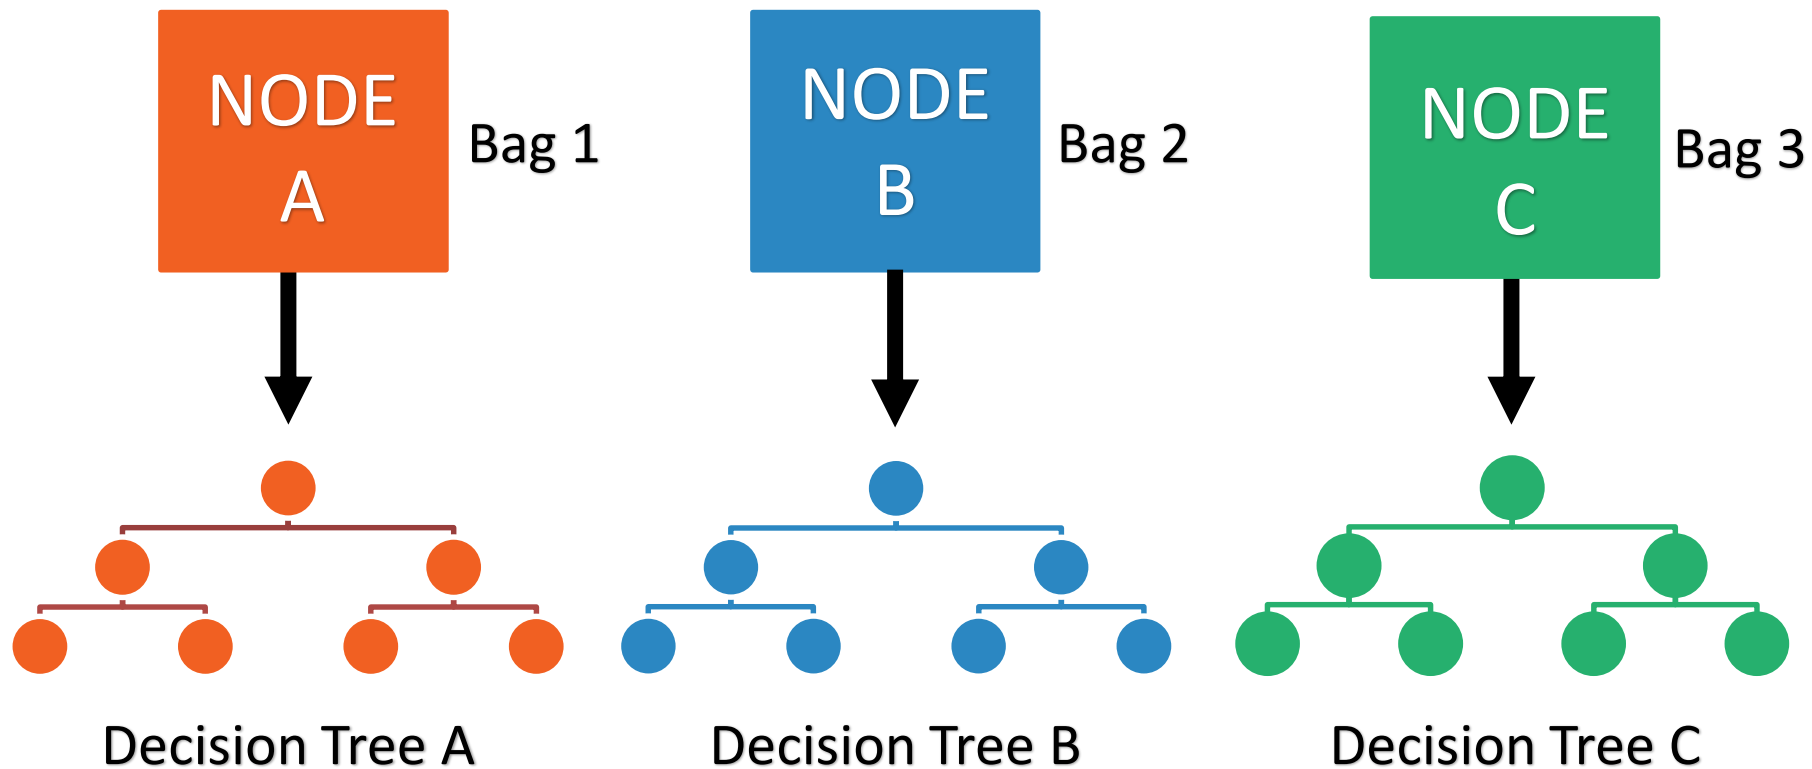 NODE
A
Bag 1
NODE
B
Bag 2
NODE
C
Bag 3
Decision Tree A
Decision Tree B
Decision Tree C